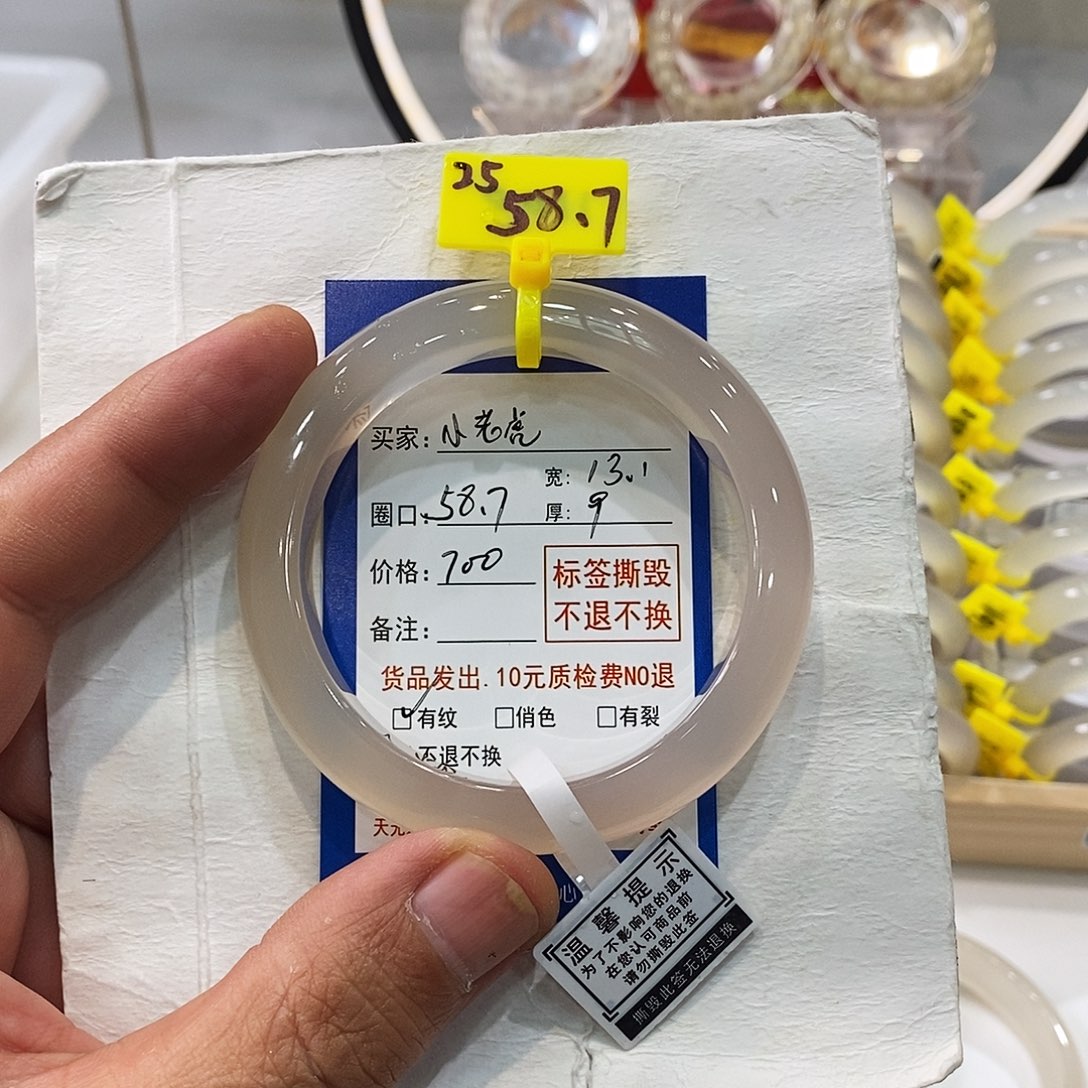 25 58.7
买家: 小老虎
宽: 13.1
圈口: 58.7
厚: 9
价格: 700
标签撕毁
不退不换
备注:
货品发出.10元质检费NO退
☑有纹 □俏色 □有裂
不退不换
天元
温馨提示
为了不影响您的退换
在您认可商品前
请勿撕毁此签
撕毁此签无法退换